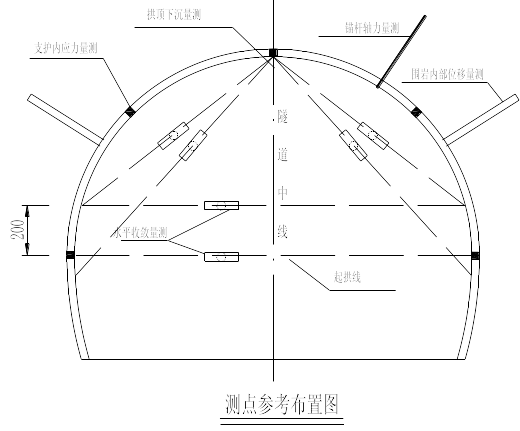 拱顶下沉量测
锚杆轴力量测
支护内应力量测
围岩内部位移量测
隧道中线
200
水平收敛量测
起拱线
测点参考布置图